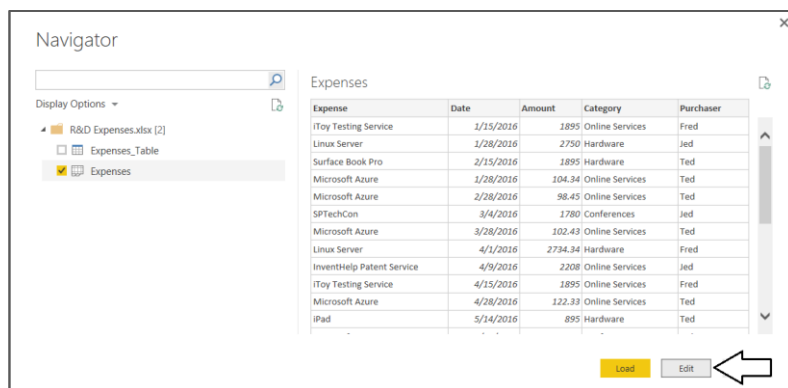 Navigator
Display Options
R&D Expenses.xlsx [2]
Expenses_Table
Expenses
Expenses
Expense Date Amount Category Purchaser
iToy Testing Service 1/15/2016 1895 Online Services Fred
Linux Server 1/28/2016 2750 Hardware Jed
Surface Book Pro 2/15/2016 1895 Hardware Ted
Microsoft Azure 1/28/2016 104.34 Online Services Ted
Microsoft Azure 2/28/2016 98.45 Online Services Ted
SPTechCon 3/4/2016 1780 Conferences Jed
Microsoft Azure 3/28/2016 102.43 Online Services Ted
Linux Server 4/1/2016 2734.34 Hardware Fred
InventHelp Patent Service 4/9/2016 2208 Online Services Jed
iToy Testing Service 4/15/2016 1895 Online Services Fred
Microsoft Azure 4/28/2016 122.33 Online Services Ted
iPad 5/14/2016 895 Hardware Ted
Load Edit